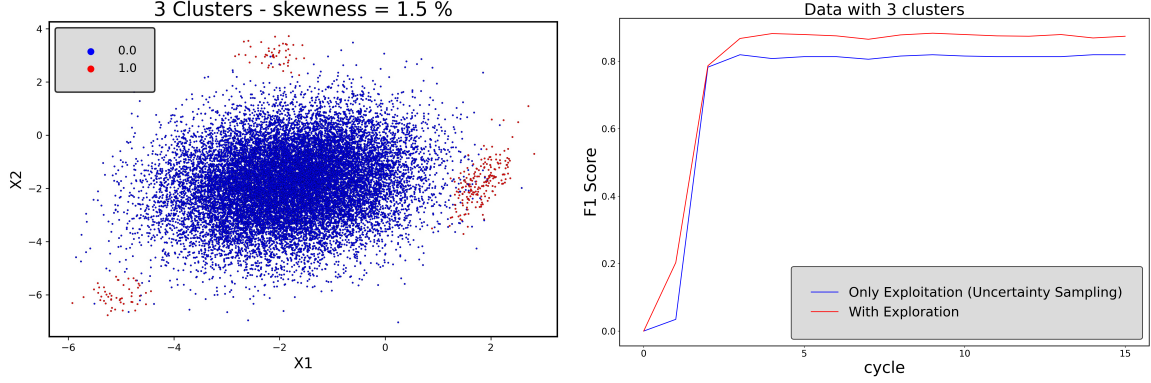 3 Clusters - skewness = 1.5 %
4
2
0
−2
−4
−6
X2
0.0
1.0
−6
−4
−2
0
2
X1
Data with 3 clusters
0.8
0.6
0.4
0.2
0.0
F1 Score
Only Exploitation (Uncertainty Sampling)
With Exploration
0
5
10
15
cycle